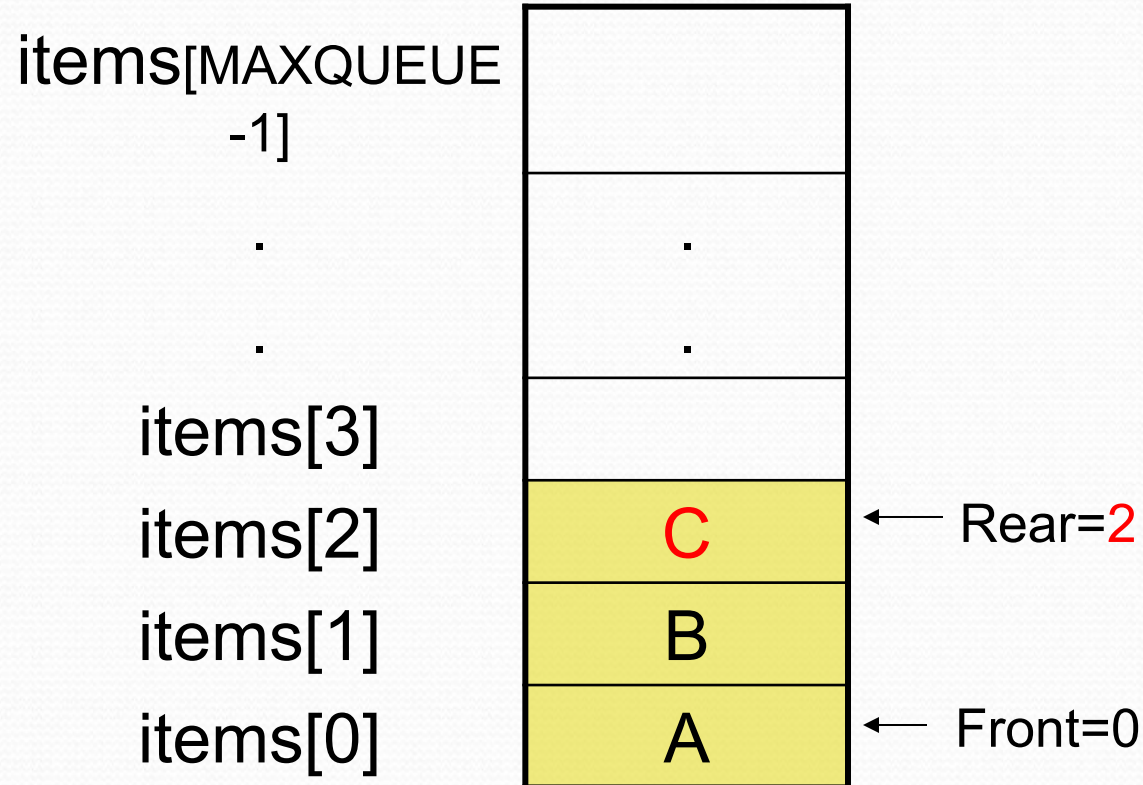 items[MAXQUEUE
-1]
. .
. .
items[3]
items[2] C Rear=2
items[1] B
items[0] A Front=0